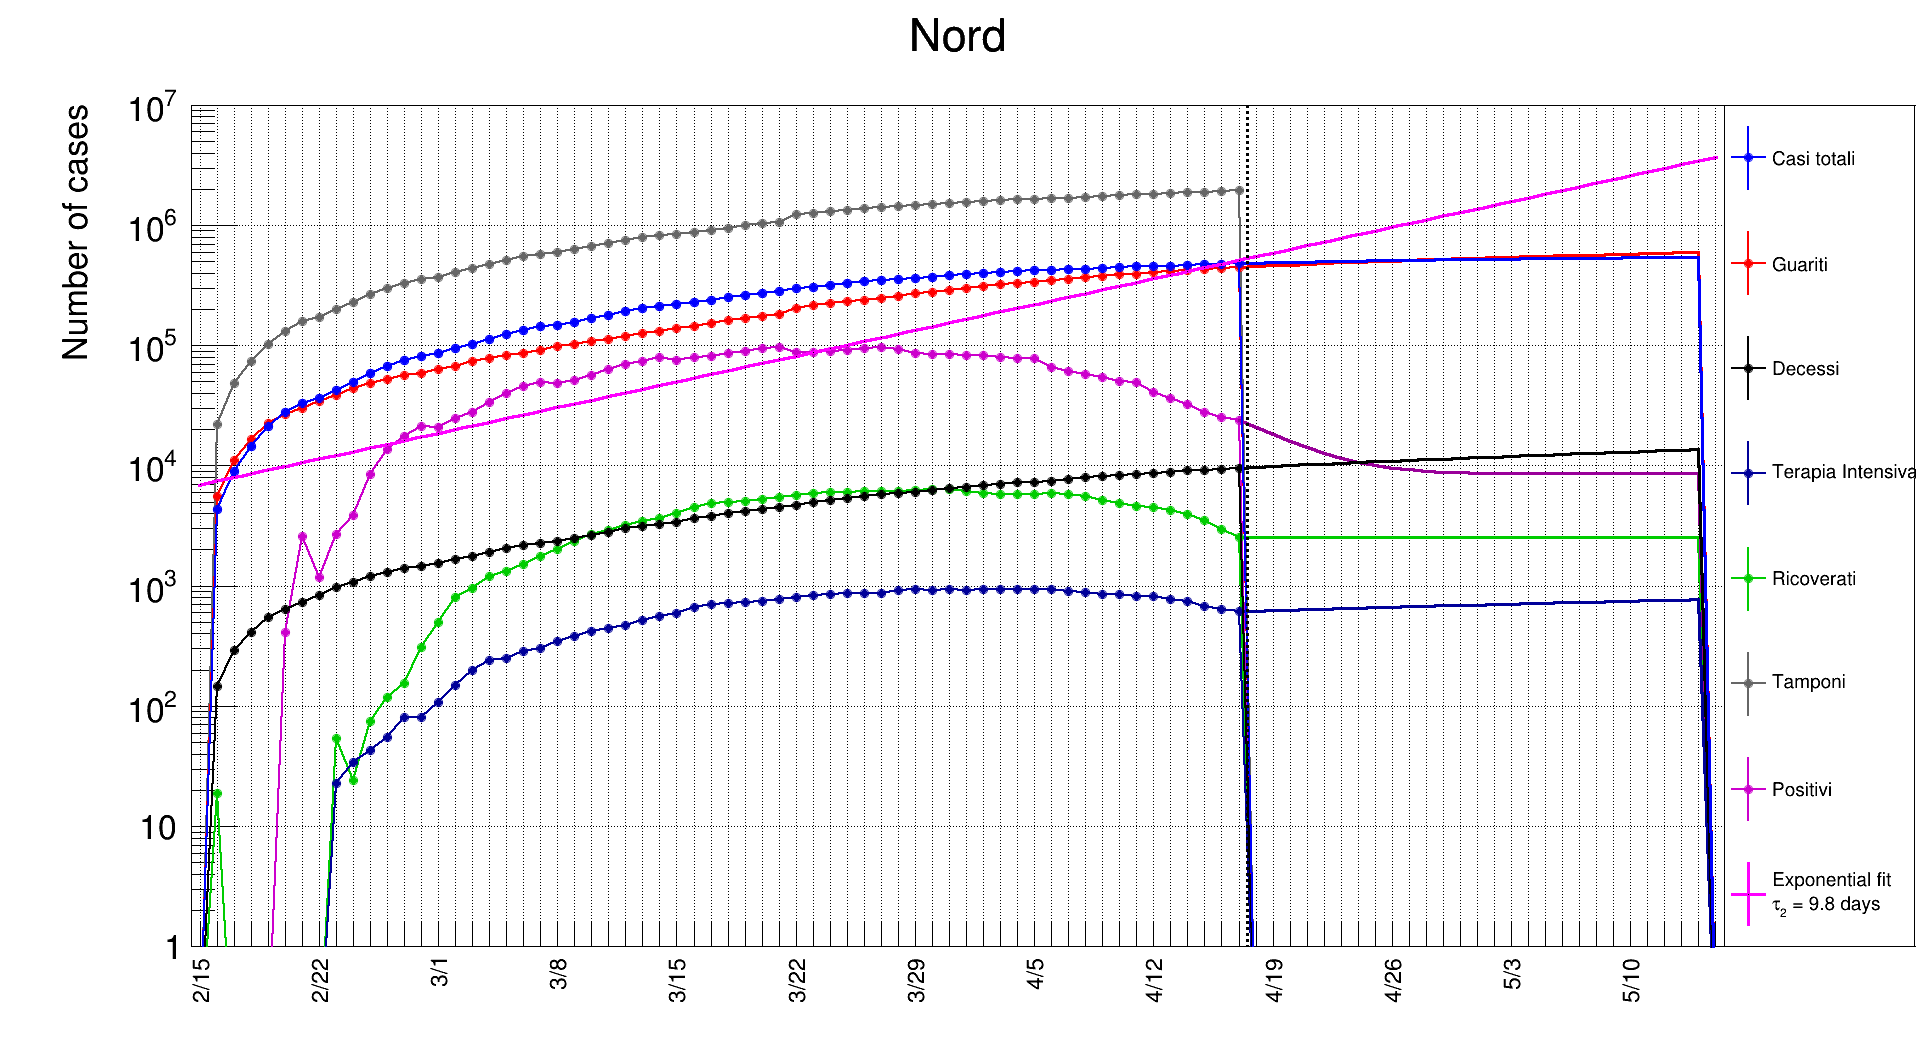 Nord
Number of cases
10^7
10^6
10^5
10^4
10^3
10^2
10
1
2/15
2/22
3/1
3/8
3/15
3/22
3/29
4/5
4/12
4/19
4/26
5/3
5/10
Casi totali
Guariti
Decessi
Terapia Intensiva
Ricoverati
Tamponi
Positivi
Exponential fit
τ_2 = 9.8 days